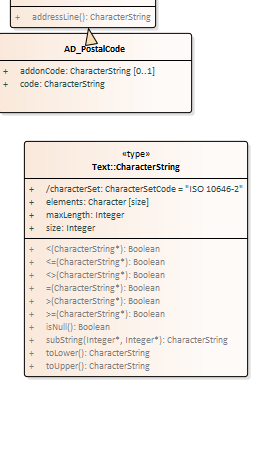 + addressLine(): CharacterString
AD_PostalCode
+ addonCode: CharacterString [0..1]
+ code: CharacterString
«type»
Text::CharacterString
+ /characterSet: CharacterSetCode = "ISO 10646-2"
+ elements: Character [size]
+ maxLength: Integer
+ size: Integer
+ <(CharacterString*): Boolean
+ <=(CharacterString*): Boolean
+ <>(CharacterString*): Boolean
+ =(CharacterString*): Boolean
+ >(CharacterString*): Boolean
+ >=(CharacterString*): Boolean
+ isNull(): Boolean
+ subString(Integer*, Integer*): CharacterString
+ toLower(): CharacterString
+ toUpper(): CharacterString